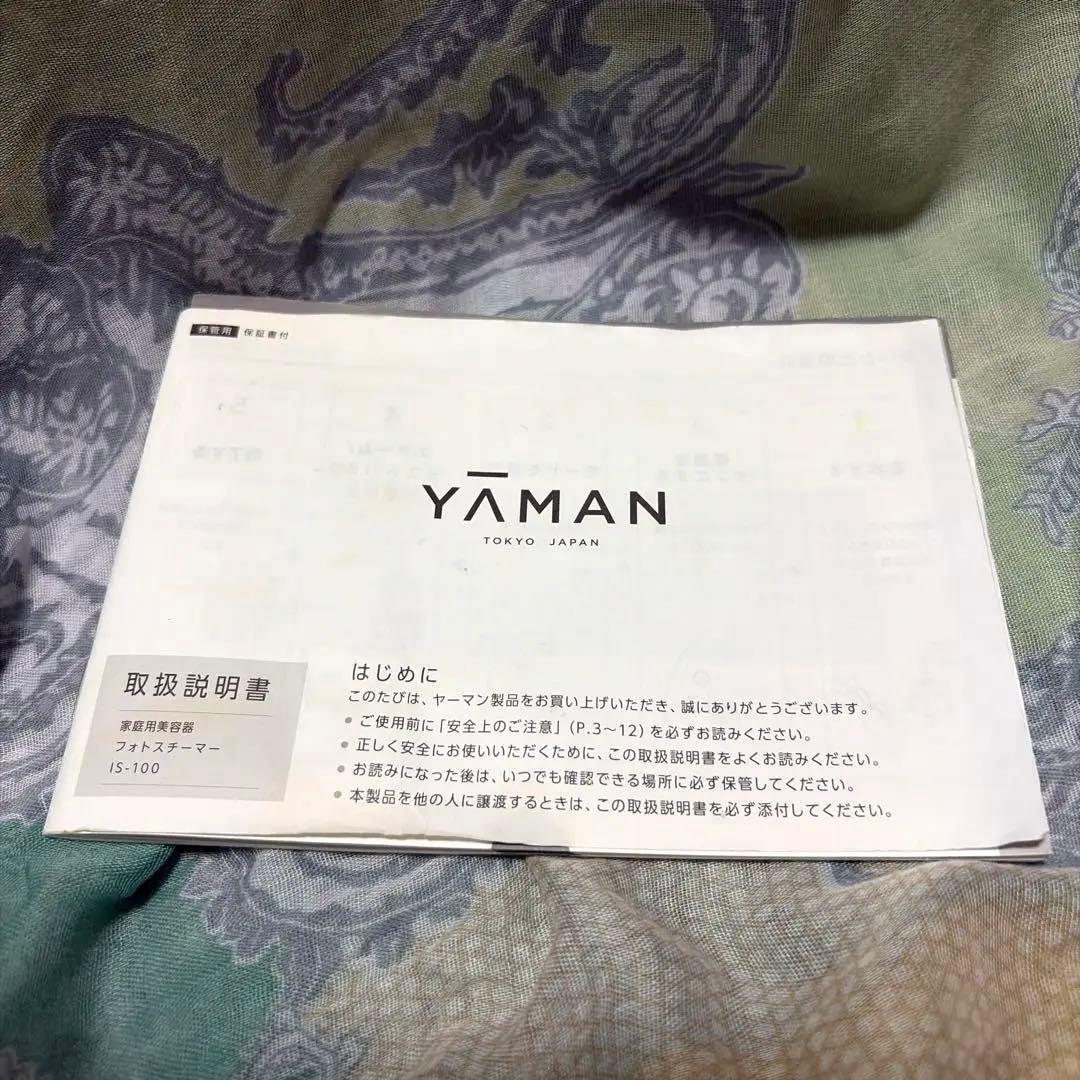 保管用 保証書付
YĀMAN
TOKYO JAPAN
取扱説明書
家庭用美容器
フォトスチーマー
IS-100
はじめに
このたびは、ヤーマン製品をお買い上げいただき、誠にありがとうございます。
● ご使用前に「安全上のご注意」(P.3~12)を必ずお読みください。
● 正しく安全にお使いいただくために、この取扱説明書をよくお読みください。
● お読みになった後は、いつでも確認できる場所に必ず保管してください。
● 本製品を他の人に譲渡するときは、この取扱説明書を必ず添付してください。